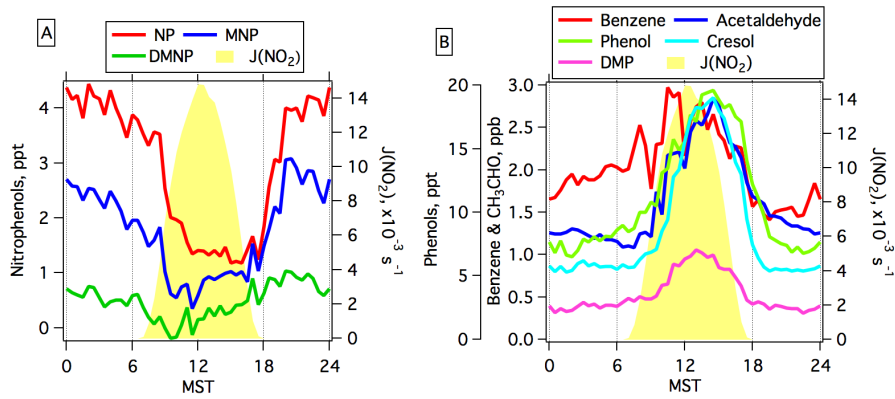 A
NP MNP
DMNP J(NO₂)
Nitrophenols, ppt
4
3
2
1
0
14
12
10
8
6
4
2
0
J(NO₂), x10⁻³ s⁻¹
0 6 12 18 24
MST
B
Benzene Acetaldehyde
Phenol Cresol
DMP J(NO₂)
Phenols, ppt
20
15
10
5
0
Benzene & CH₃CHO, ppb
3.0
2.5
2.0
1.5
1.0
0.5
0.0
14
12
10
8
6
4
2
0
J(NO₂), x10⁻³ s⁻¹
0 6 12 18 24
MST